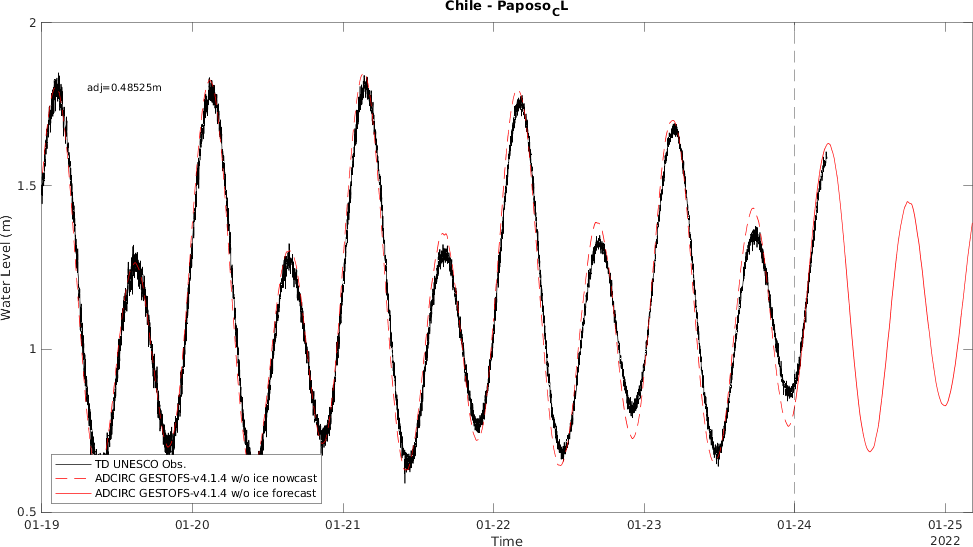 Chile - Paposo_CL
adj=0.48525m
2
1.5
1
0.5
Water Level (m)
TD UNESCO Obs.
ADCIRC GESTOFS-v4.1.4 w/o ice nowcast
ADCIRC GESTOFS-v4.1.4 w/o ice forecast
01-19 01-20 01-21 01-22 01-23 01-24 01-25
Time
2022